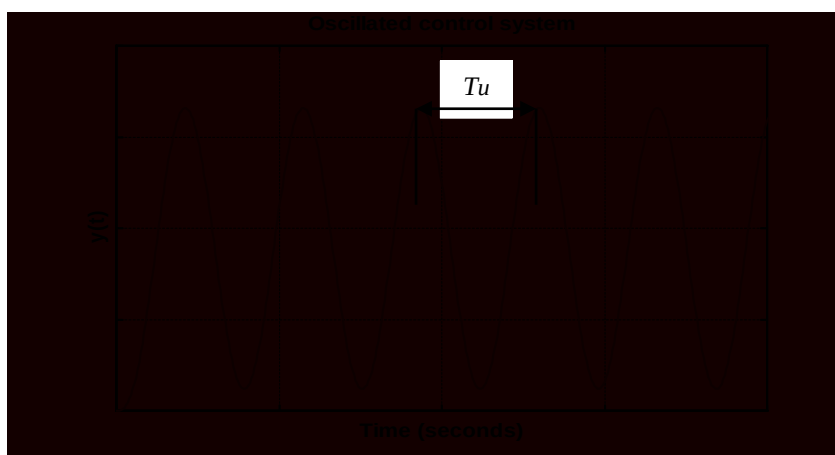 Oscillated control system
Tu
y(t)
Time (seconds)